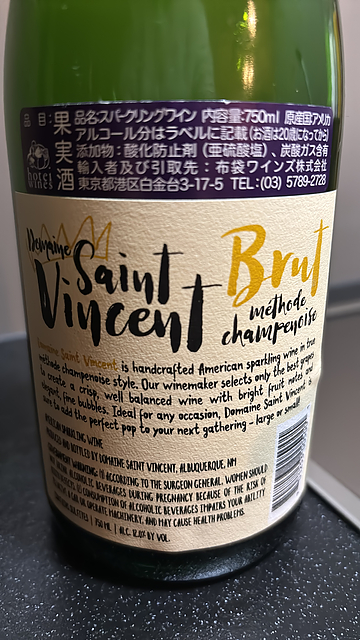 品目:果実酒
品名:スパークリングワイン 内容量:750ml 原産国:アメリカ
アルコール分はラベルに記載(お酒は20歳になってから)
添加物:酸化防止剤(亜硫酸塩)、炭酸ガス含有
輸入者及び引取先:布袋ワインズ株式会社
東京都港区白金台3-17-5 TEL:(03) 5789-2728
hotei
wines
Domaine
Saint
Vincent
Brut
méthode
champenoise
Domaine Saint Vincent is handcrafted American sparkling wine in true
méthode champenoise style. Our winemaker selects only the best grapes
to create a crisp, well balanced wine with bright fruit notes and
elegant, fine bubbles. Ideal for any occasion, Domaine Saint Vincent is
sure to add the perfect pop to your next gathering – large or small!
AMERICAN SPARKLING WINE
PRODUCED AND BOTTLED BY DOMAINE SAINT VINCENT, ALBUQUERQUE, NM
GOVERNMENT WARNING: (1) ACCORDING TO THE SURGEON GENERAL, WOMEN SHOULD
NOT DRINK ALCOHOLIC BEVERAGES DURING PREGNANCY BECAUSE OF THE RISK OF
BIRTH DEFECTS. (2) CONSUMPTION OF ALCOHOLIC BEVERAGES IMPAIRS YOUR ABILITY
TO DRIVE A CAR OR OPERATE MACHINERY, AND MAY CAUSE HEALTH PROBLEMS.
CONTAINS SULFITES | 750 ML | ALC. 12.0% BY VOL.